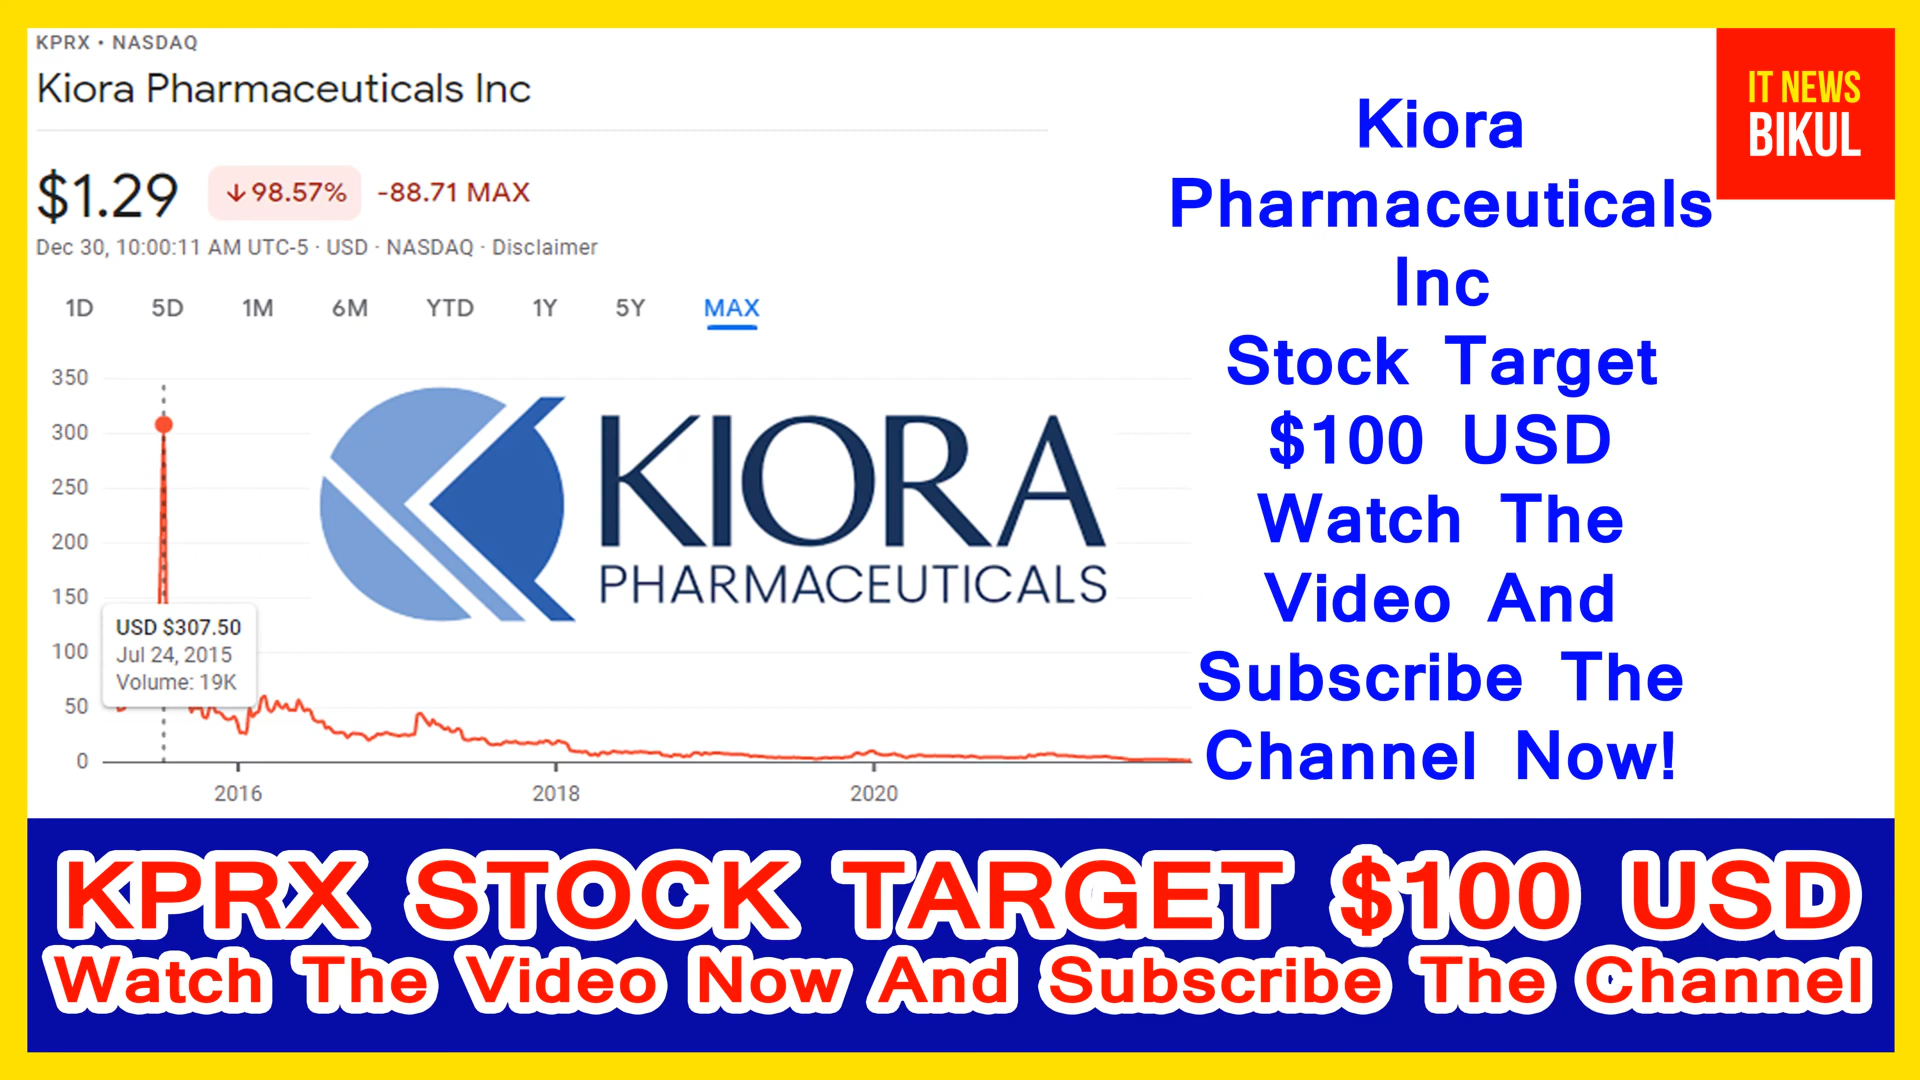 KPRX • NASDAQ
Kiora Pharmaceuticals Inc
$1.29 ↓98.57% -88.71 MAX
Dec 30, 10:00:11 AM UTC-5 · USD · NASDAQ · Disclaimer
1D 5D 1M 6M YTD 1Y 5Y MAX
350
300
250
200
150
100
50
0
USD $307.50
Jul 24, 2015
Volume: 19K
2016 2018 2020
KIORA
PHARMACEUTICALS
IT NEWS
BIKUL
Kiora
Pharmaceuticals
Inc
Stock Target
$100 USD
Watch The
Video And
Subscribe The
Channel Now!
KPRX STOCK TARGET $100 USD
Watch The Video Now And Subscribe The Channel